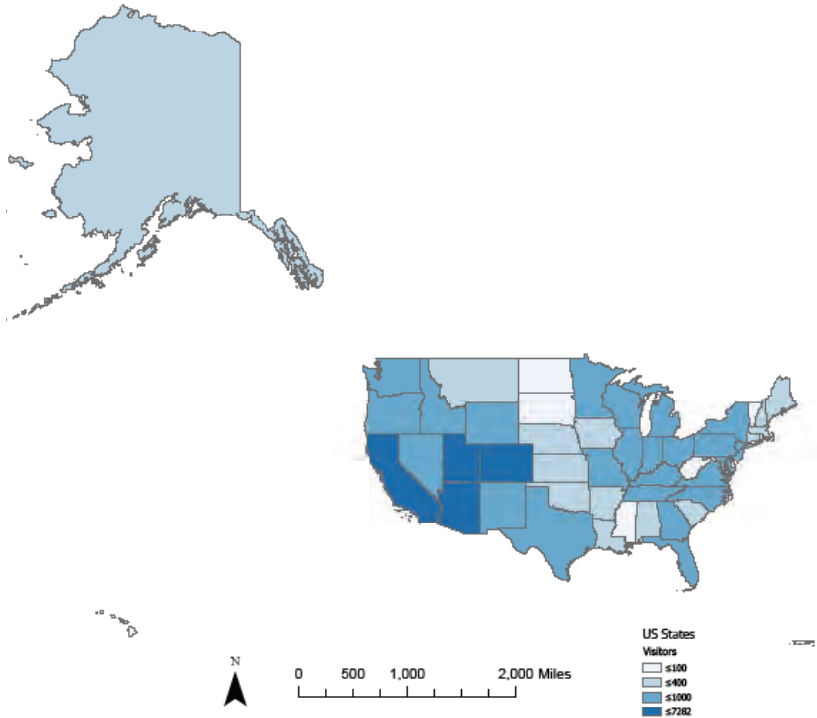 N
0 500 1,000 2,000 Miles
US States
Visitors
≤100
≤400
≤1000
≤7282